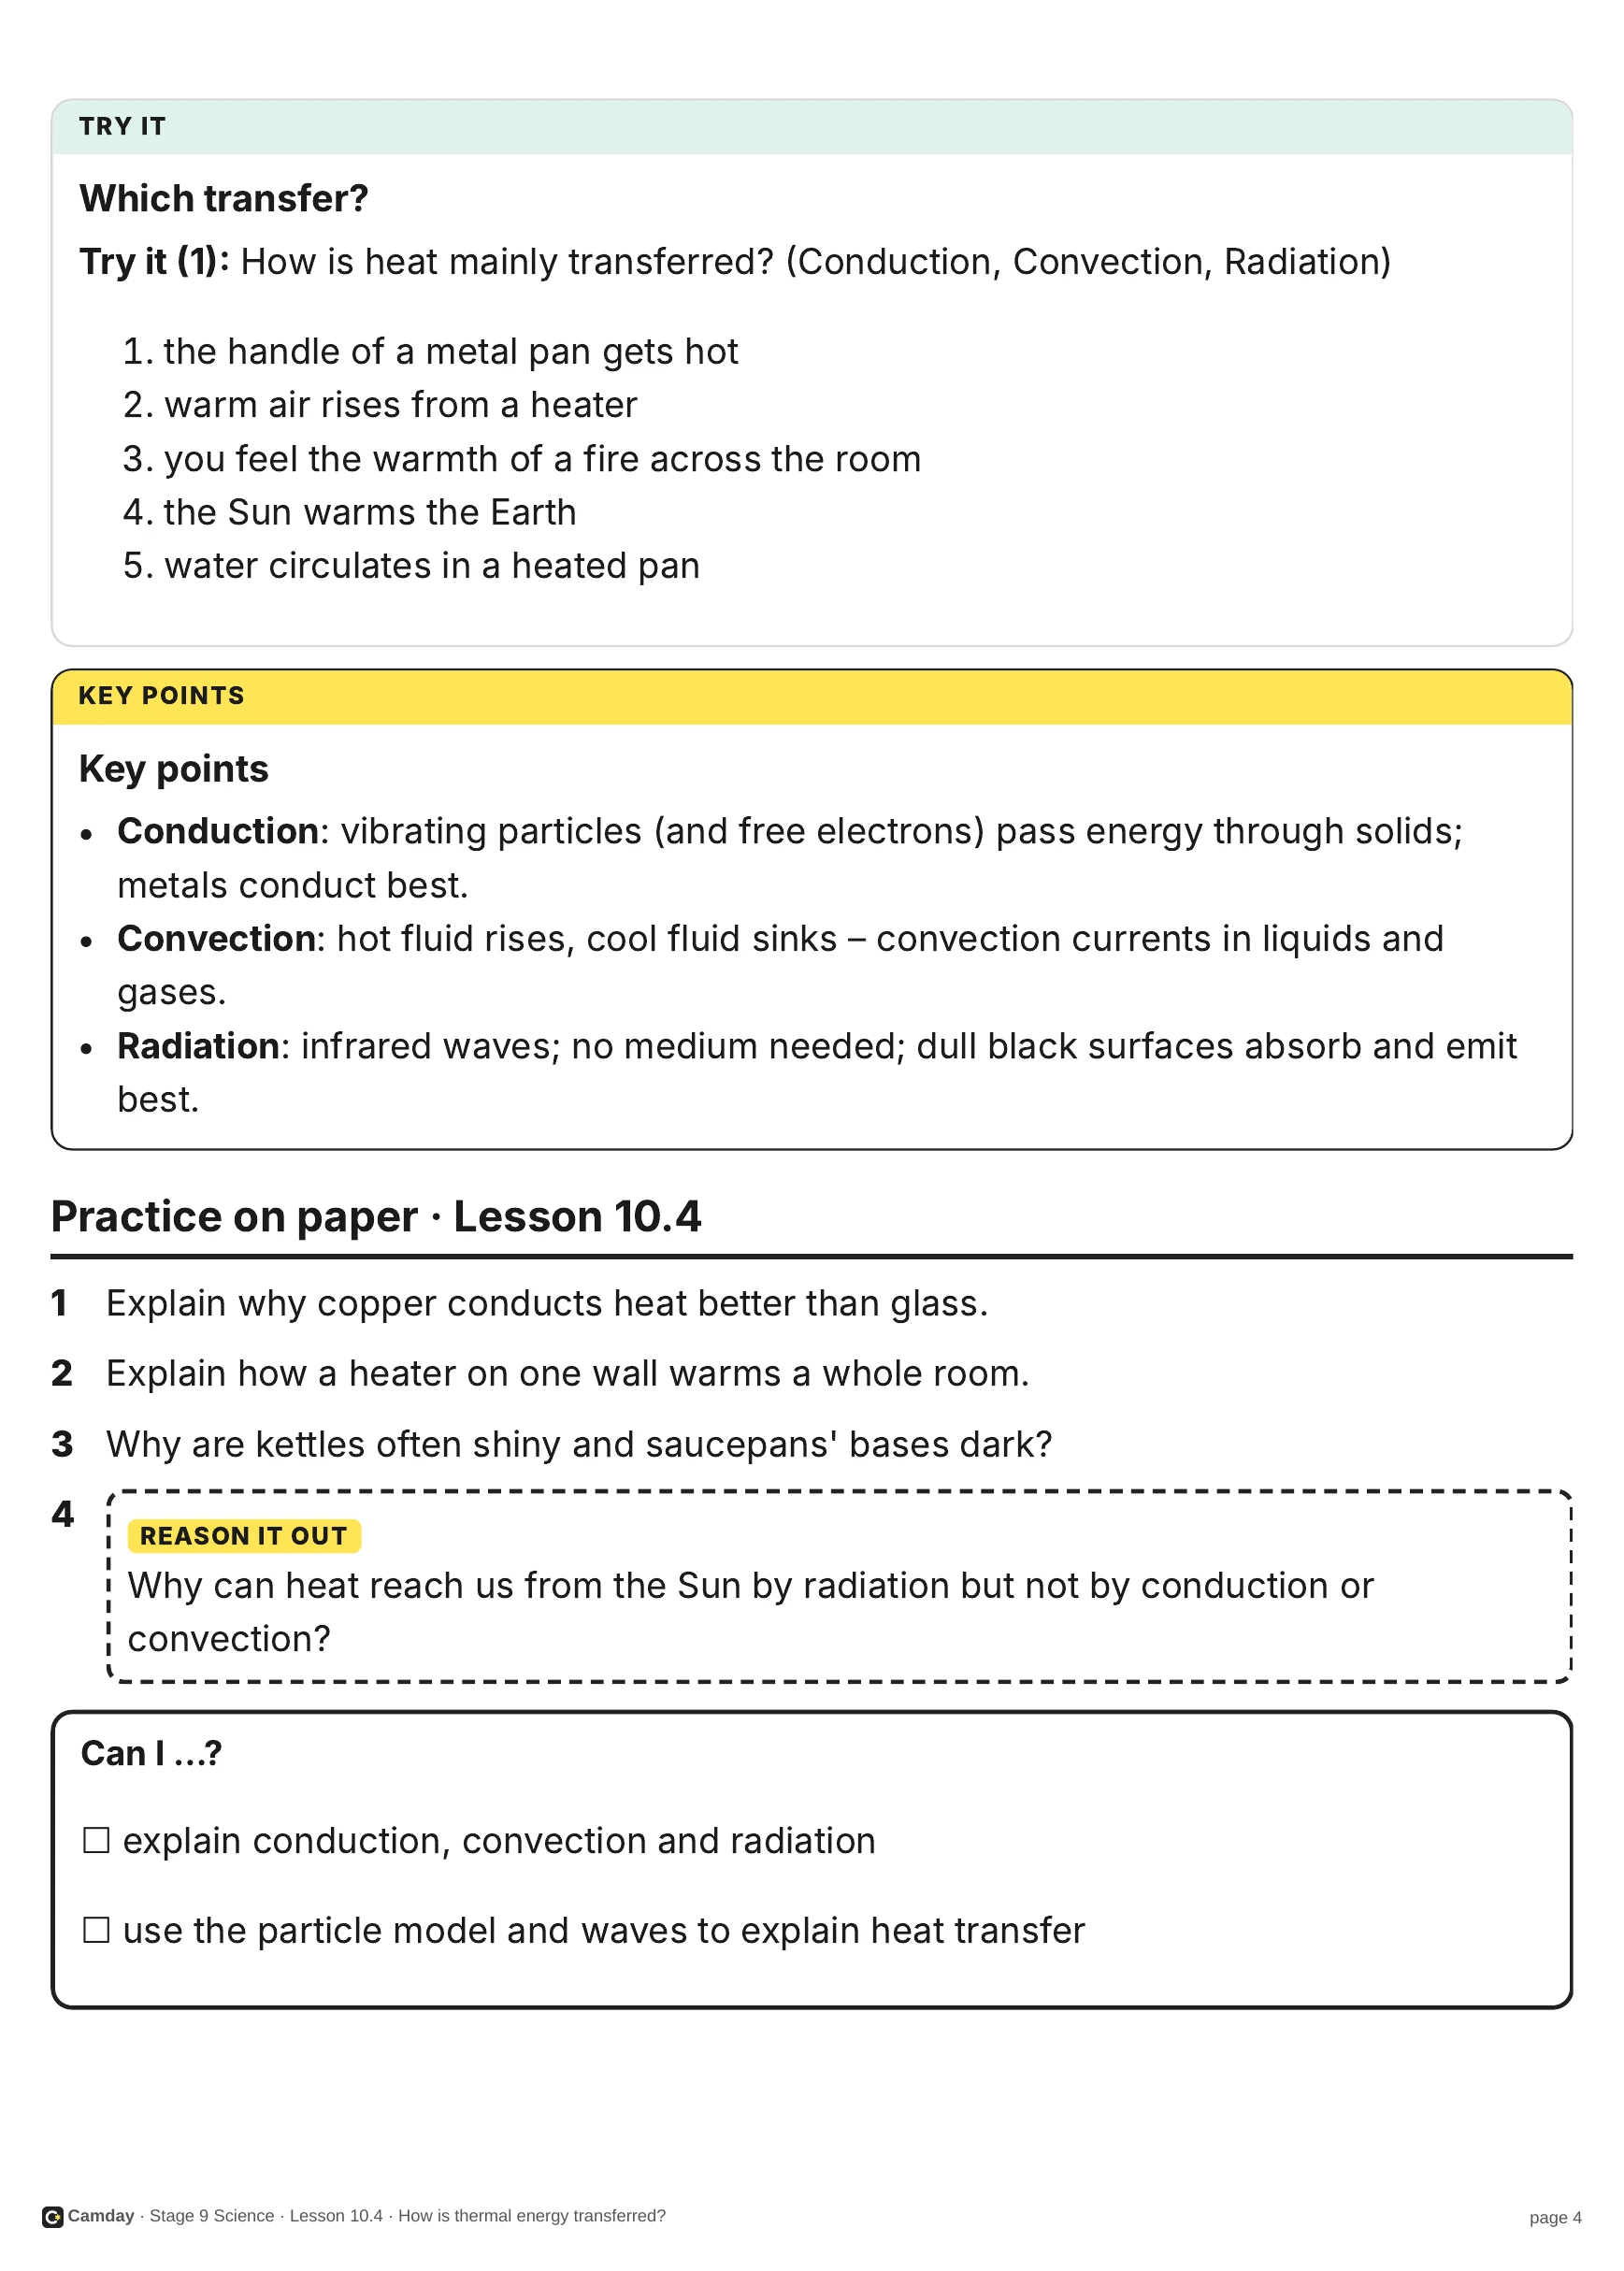 TRY IT
Which transfer?
Try it (1): How is heat mainly transferred? (Conduction, Convection, Radiation)
1. the handle of a metal pan gets hot
2. warm air rises from a heater
3. you feel the warmth of a fire across the room
4. the Sun warms the Earth
5. water circulates in a heated pan
KEY POINTS
Key points
• Conduction: vibrating particles (and free electrons) pass energy through solids;
metals conduct best.
• Convection: hot fluid rises, cool fluid sinks – convection currents in liquids and
gases.
• Radiation: infrared waves; no medium needed; dull black surfaces absorb and emit
best.
Practice on paper · Lesson 10.4
1 Explain why copper conducts heat better than glass.
2 Explain how a heater on one wall warms a whole room.
3 Why are kettles often shiny and saucepans' bases dark?
4 REASON IT OUT
Why can heat reach us from the Sun by radiation but not by conduction or
convection?
Can I ...?
☐ explain conduction, convection and radiation
☐ use the particle model and waves to explain heat transfer
Camday · Stage 9 Science · Lesson 10.4 · How is thermal energy transferred? page 4